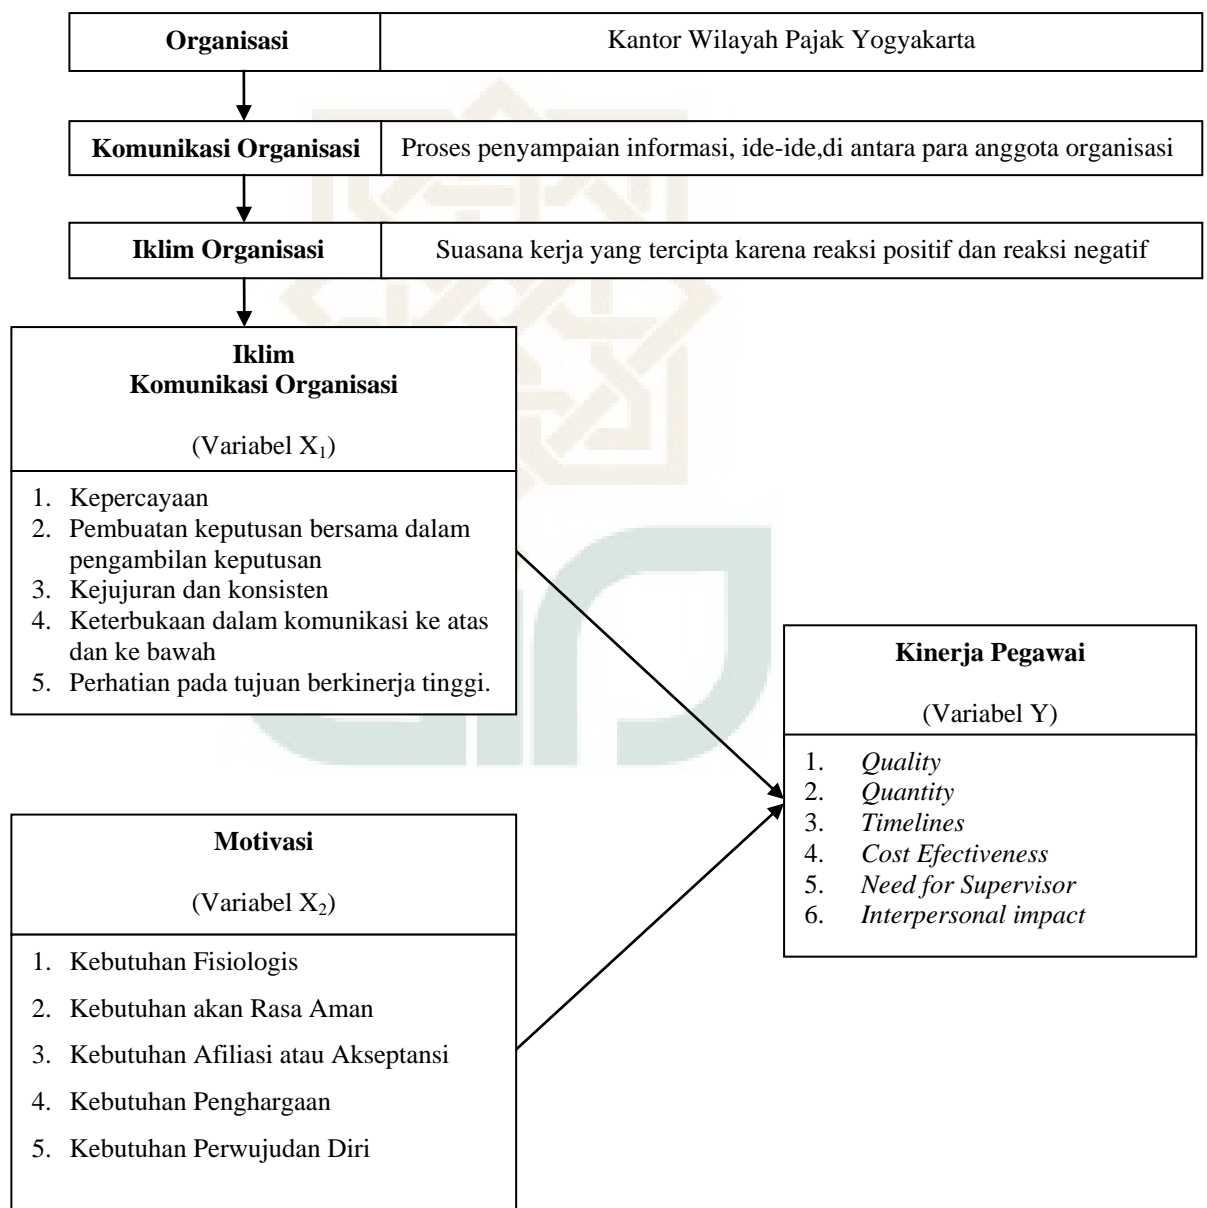 Organisasi
Kantor Wilayah Pajak Yogyakarta
Komunikasi Organisasi
Proses penyampaian informasi, ide-ide,di antara para anggota organisasi
Iklim Organisasi
Suasana kerja yang tercipta karena reaksi positif dan reaksi negatif
Iklim
Komunikasi Organisasi
(Variabel X₁)
1. Kepercayaan
2. Pembuatan keputusan bersama dalam
pengambilan keputusan
3. Kejujuran dan konsisten
4. Keterbukaan dalam komunikasi ke atas
dan ke bawah
5. Perhatian pada tujuan berkinerja tinggi.
Motivasi
(Variabel X₂)
1. Kebutuhan Fisiologis
2. Kebutuhan akan Rasa Aman
3. Kebutuhan Afiliasi atau Akseptansi
4. Kebutuhan Penghargaan
5. Kebutuhan Perwujudan Diri
Kinerja Pegawai
(Variabel Y)
1. Quality
2. Quantity
3. Timelines
4. Cost Efectiveness
5. Need for Supervisor
6. Interpersonal impact